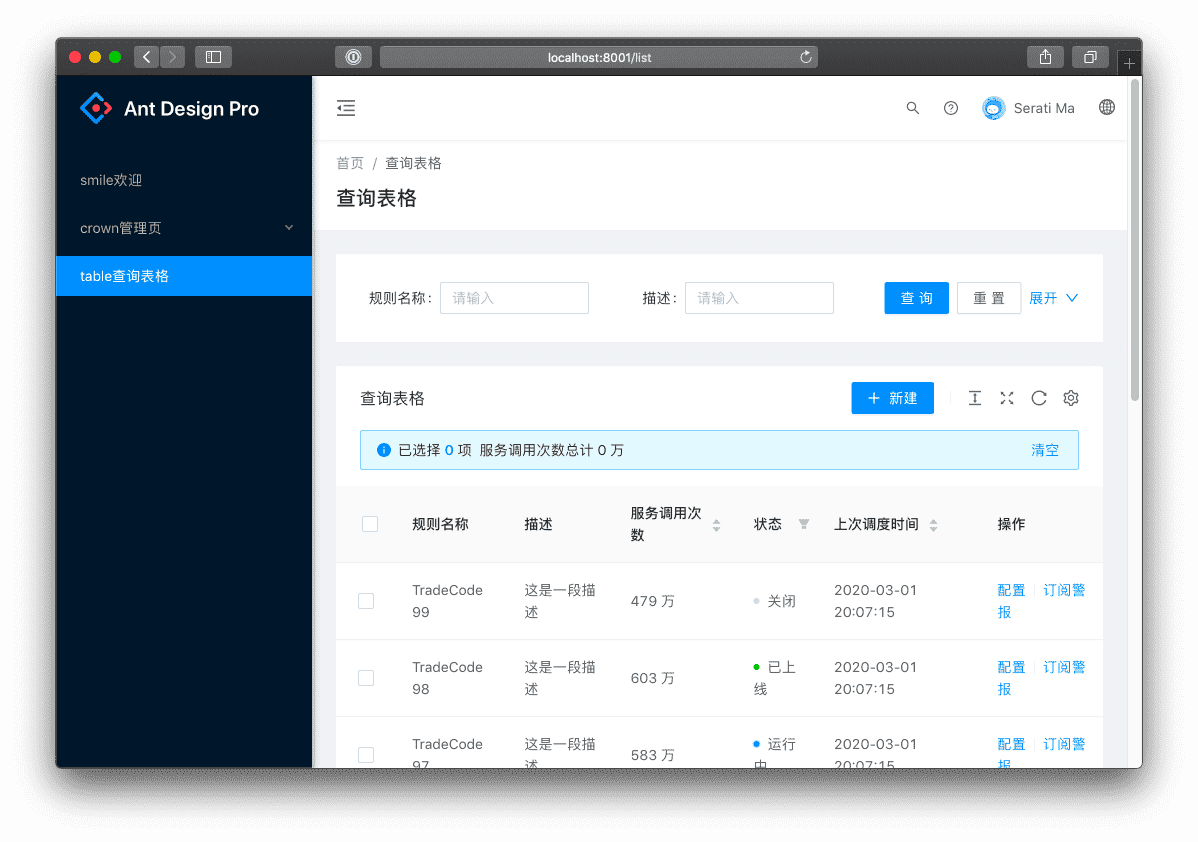 localhost:8001/list
Ant Design Pro
Serati Ma
smile欢迎
crown管理页
table查询表格
首页 / 查询表格
查询表格
规则名称: 请输入 描述: 请输入 查 询 重 置 展开
查询表格 + 新建
已选择 0 项 服务调用次数总计 0 万 清空
规则名称 描述 服务调用次数 状态 上次调度时间 操作
TradeCode 99 这是一段描述 479 万 关闭 2020-03-01 20:07:15 配置 订阅警报
TradeCode 98 这是一段描述 603 万 已上线 2020-03-01 20:07:15 配置 订阅警报
TradeCode 97 这是一段描述 583 万 运行中 2020-03-01 20:07:15 配置 订阅警报